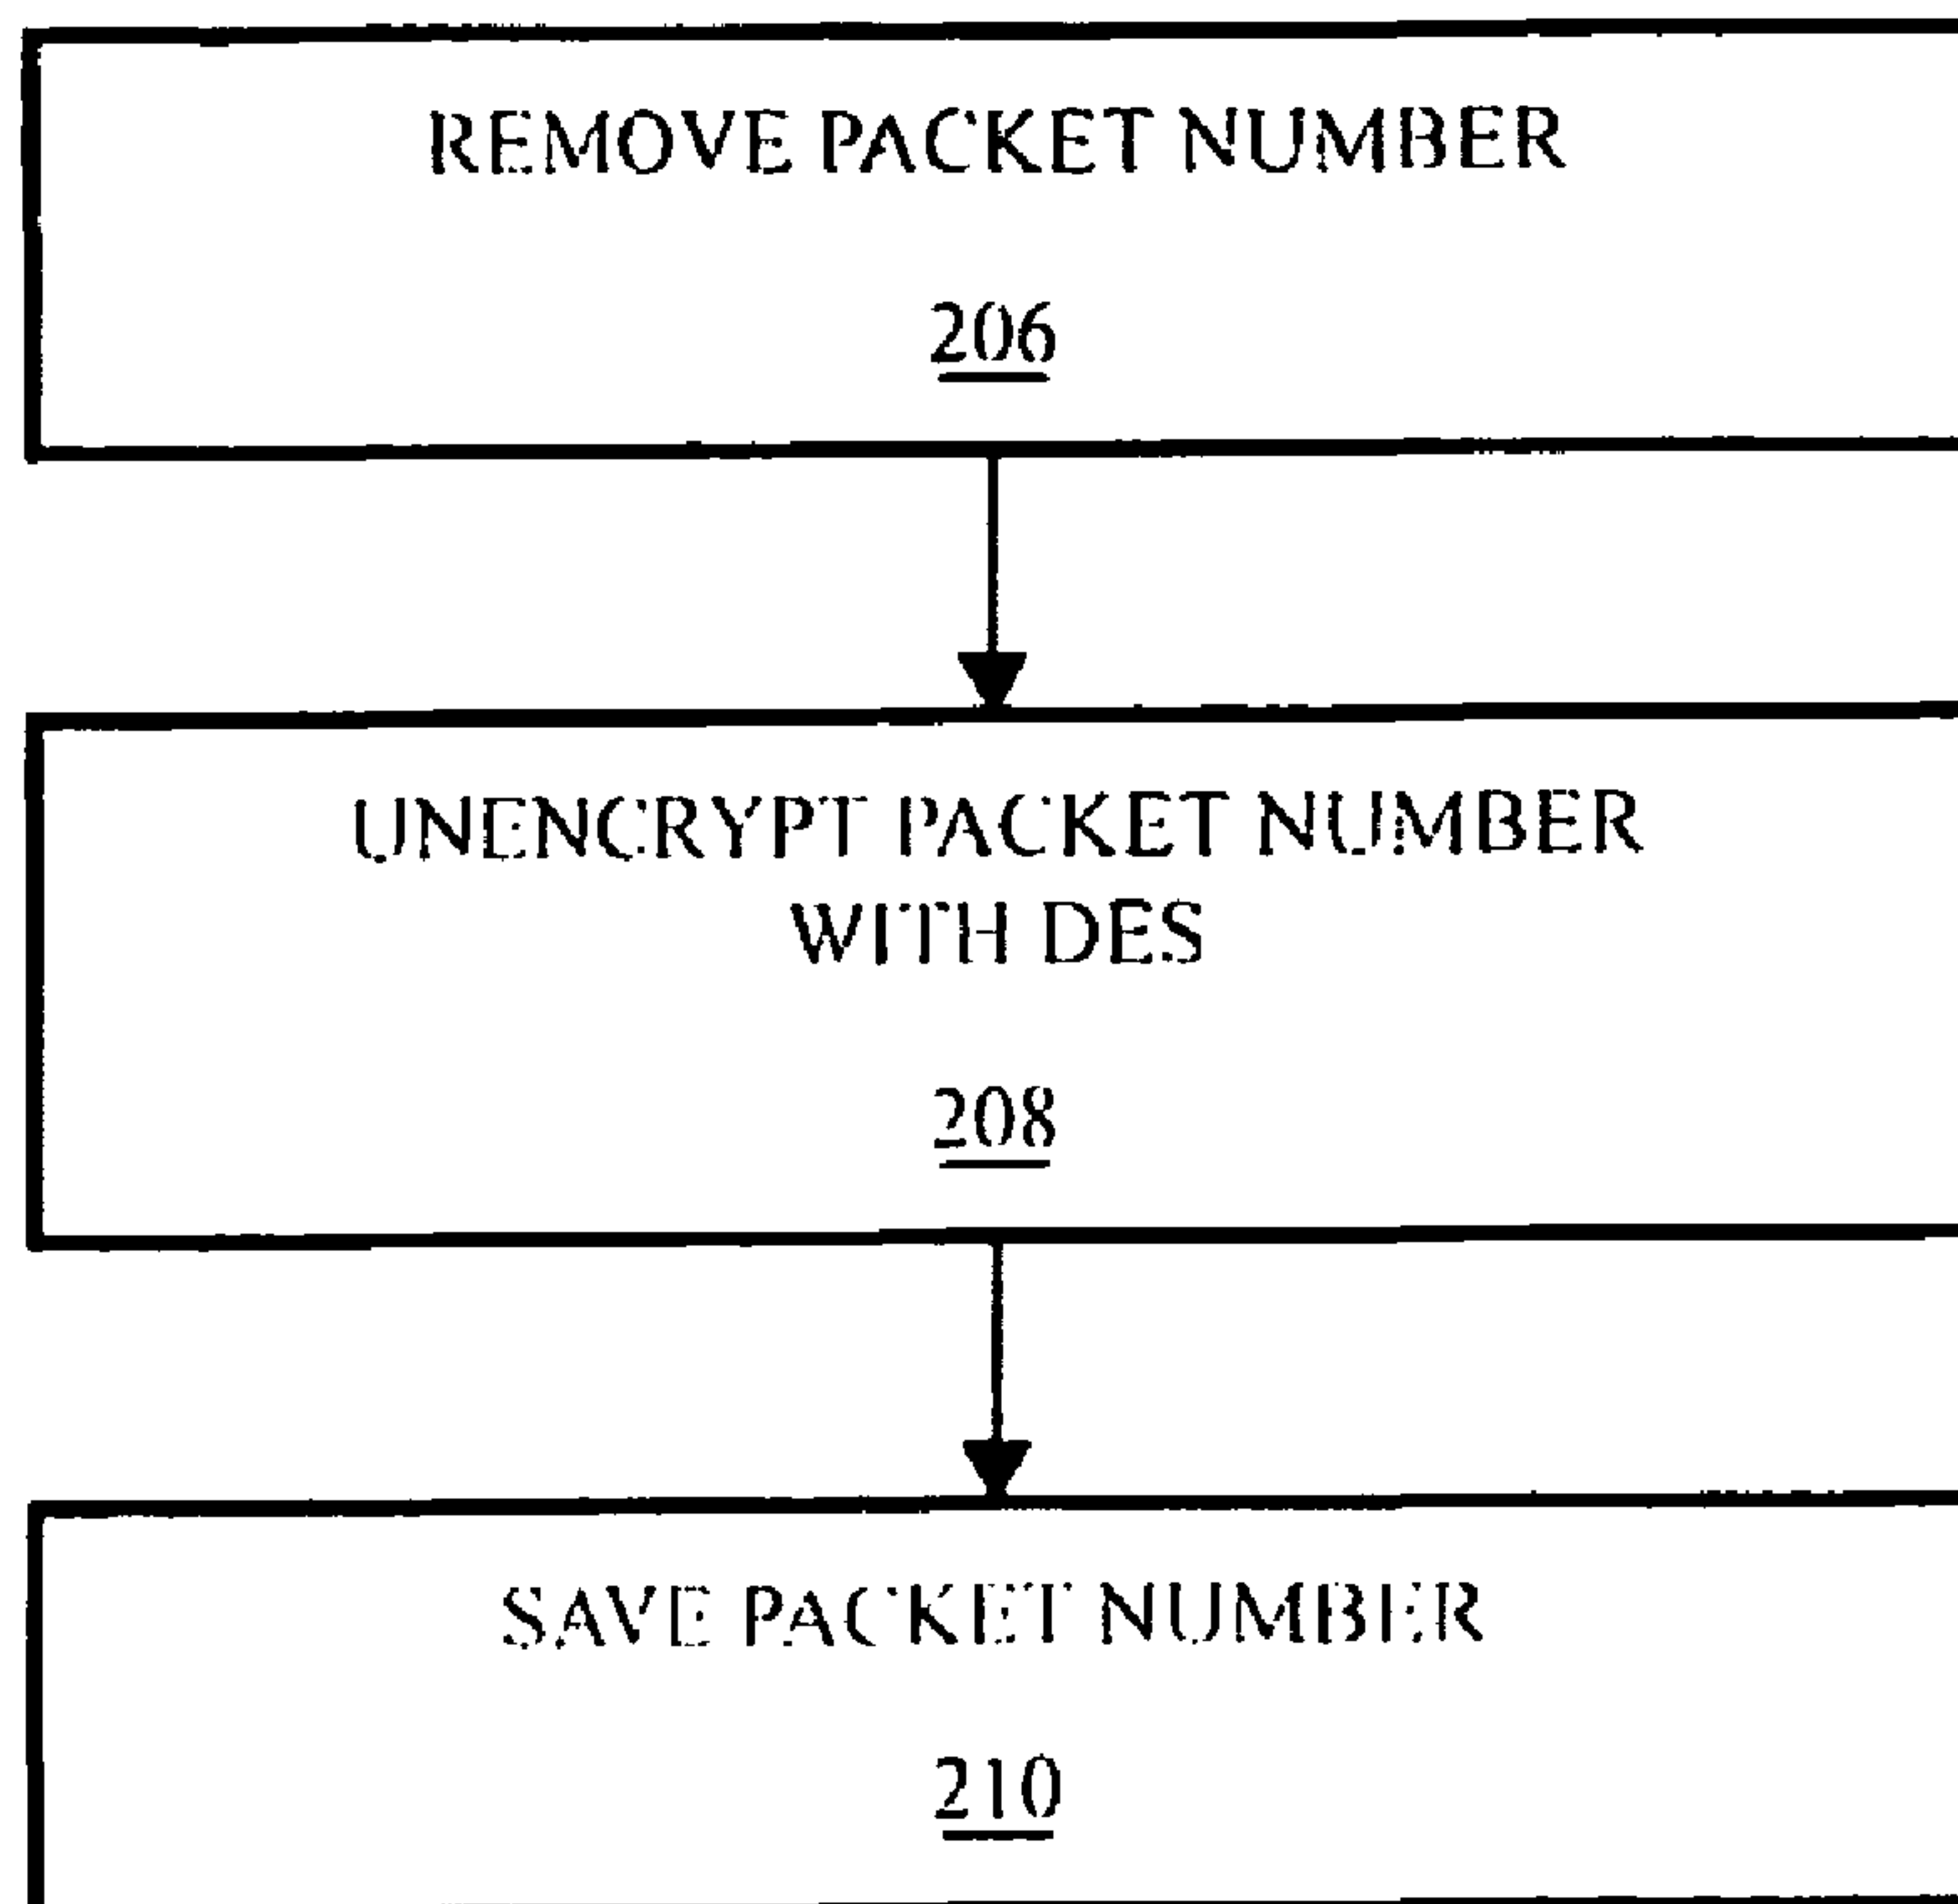 REMOVE PACKET NUMBER
206
UNENCRYPT PACKET NUMBER
WITH DES
208
SAVE PACKET NUMBER
210